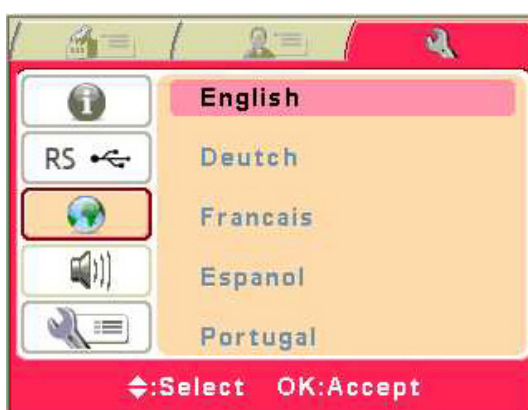 English
RS
Deutch
Francais
Espanol
Portugal
:Select OK:Accept